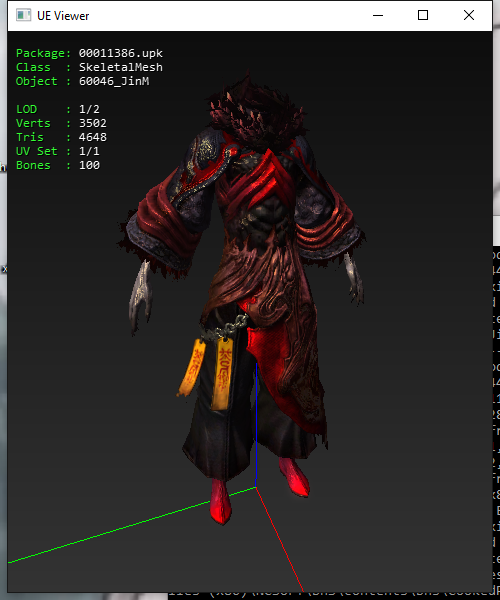 UE Viewer
Package: 00011386.upk
Class : SkeletalMesh
Object : 60046_JinM
LOD : 1/2
Verts : 3502
Tris : 4648
UV Set : 1/1
Bones : 100